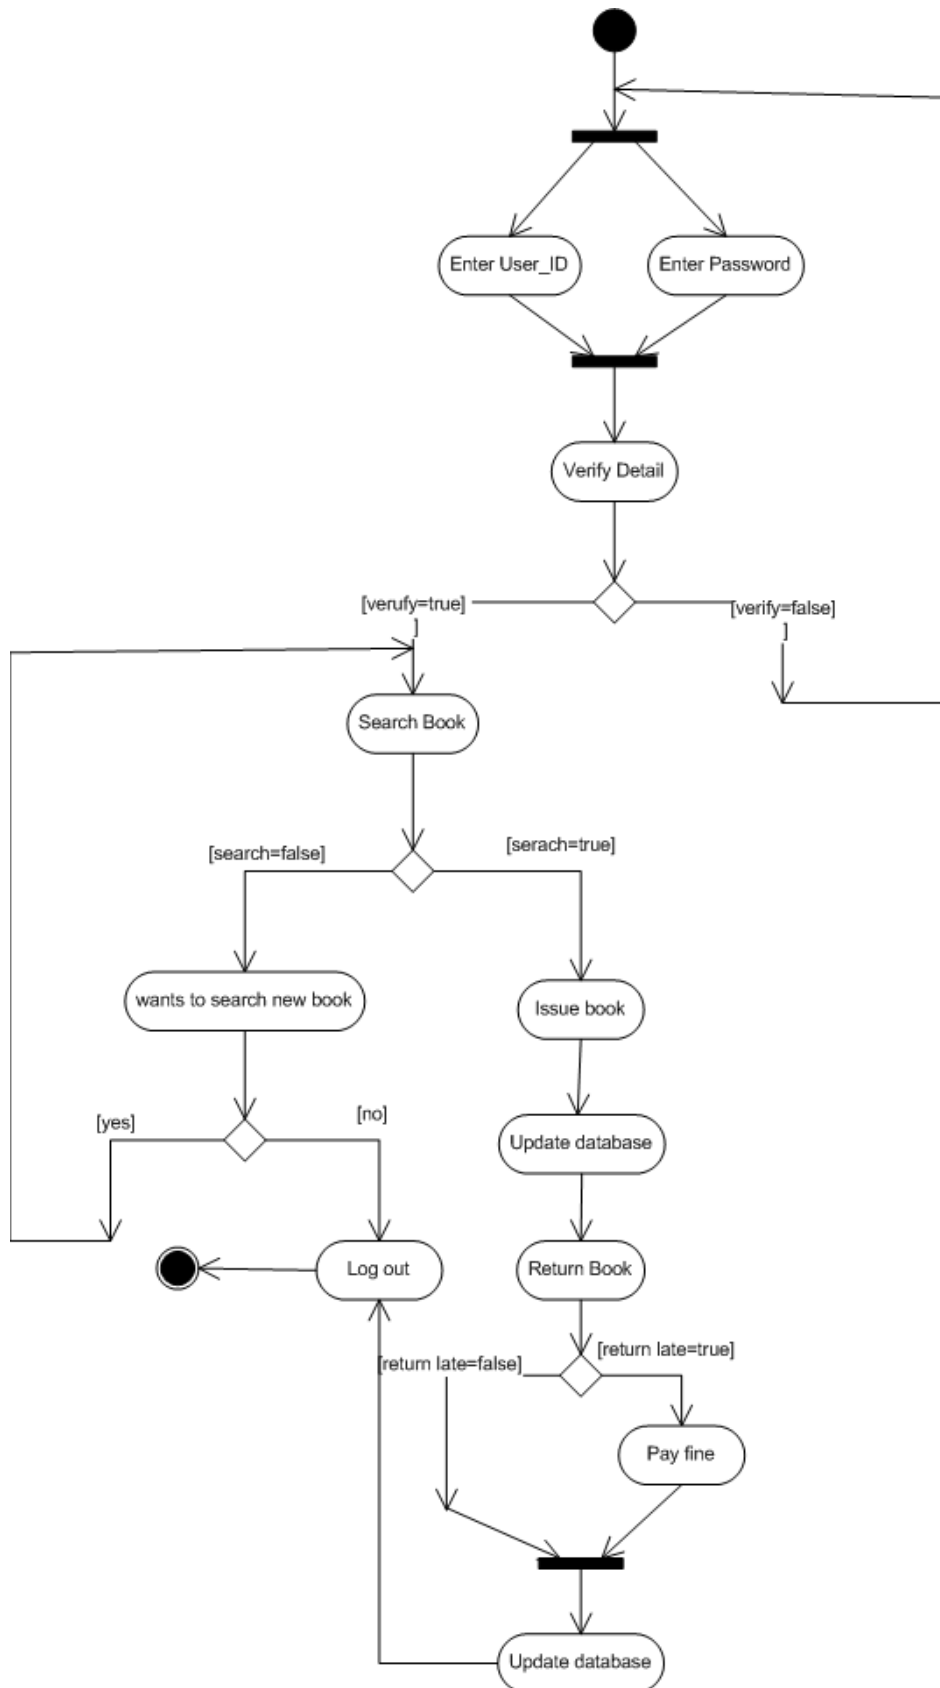 Enter User_ID
Enter Password
Verify Detail
[verufy=true]
]
[verify=false]
]
Search Book
[search=false]
[serach=true]
wants to search new book
Issue book
[yes]
[no]
Update database
Log out
Return Book
[return late=false]
[return late=true]
Pay fine
Update database